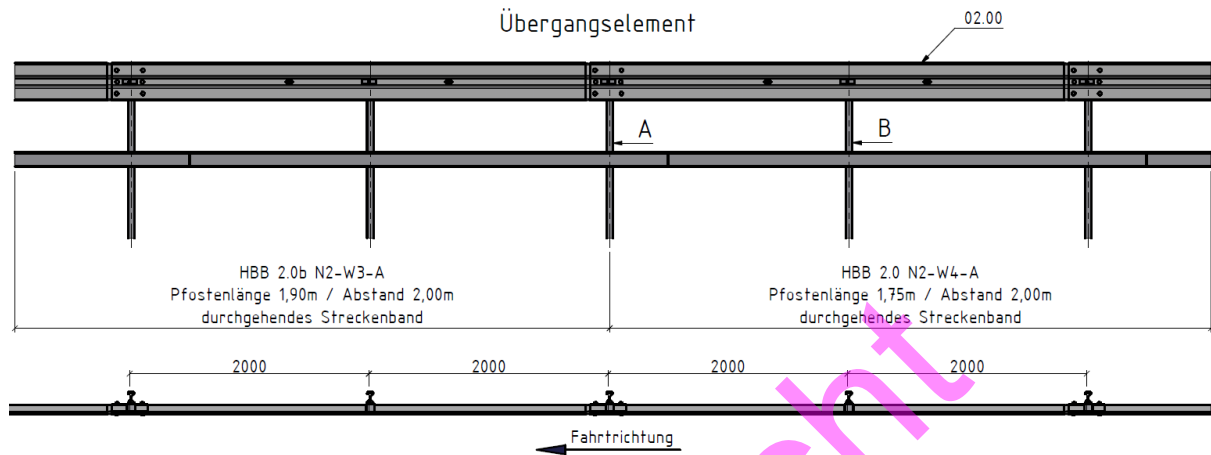 Übergangselement
02.00
A
B
HBB 2.0b N2-W3-A
Pfostenlänge 1,90m / Abstand 2,00m
durchgehendes Streckenband
HBB 2.0 N2-W4-A
Pfostenlänge 1,75m / Abstand 2,00m
durchgehendes Streckenband
2000
2000
2000
2000
Fahrtrichtung